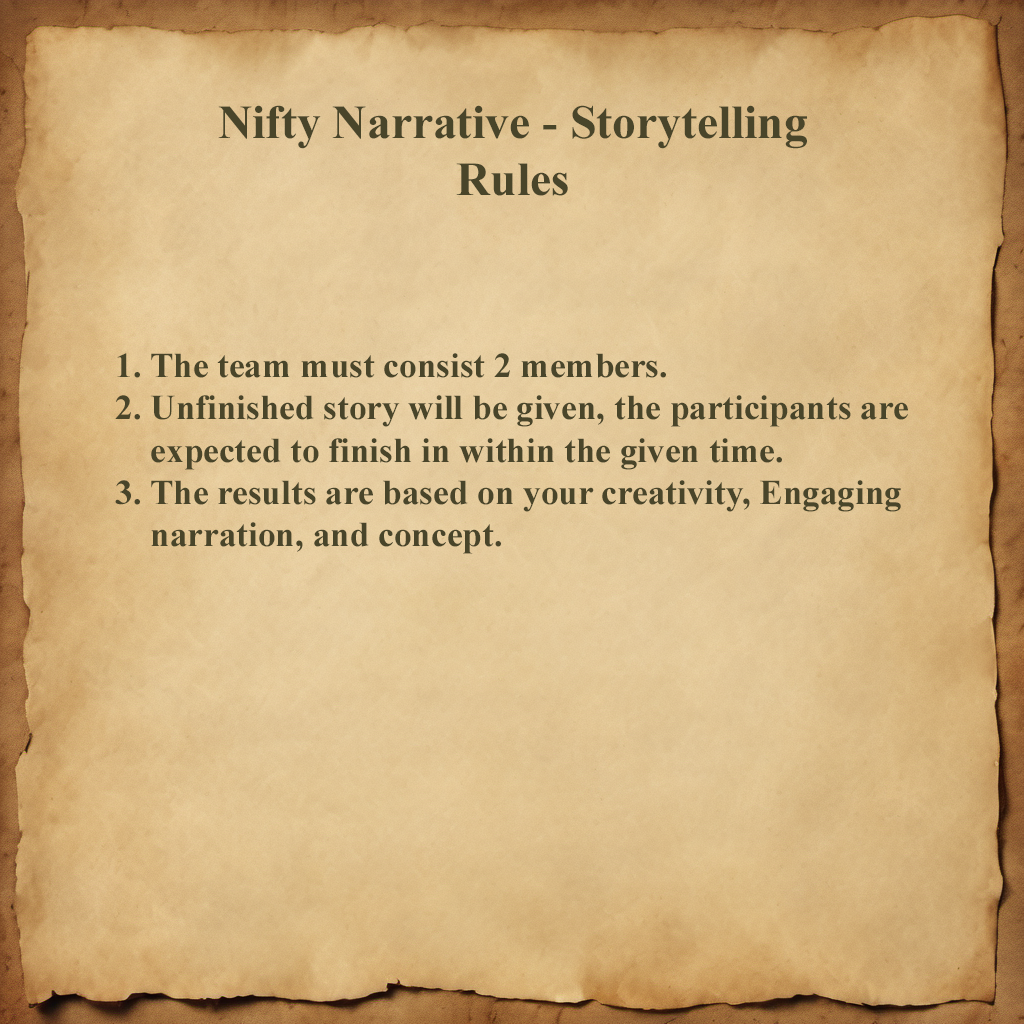 Nifty Narrative - Storytelling
Rules
1. The team must consist 2 members.
2. Unfinished story will be given, the participants are
expected to finish in within the given time.
3. The results are based on your creativity, Engaging
narration, and concept.